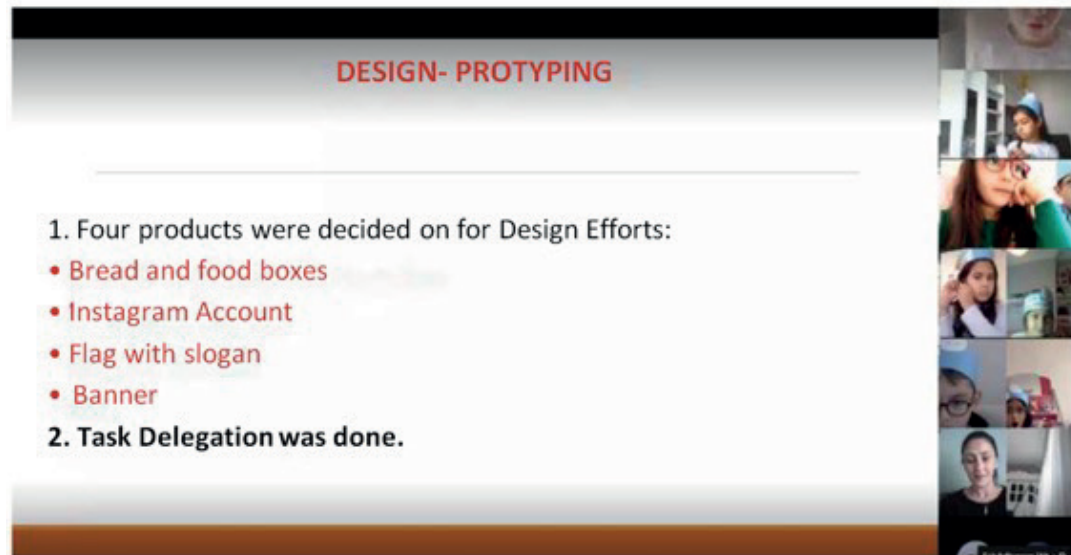 DESIGN- PROTYPING
1. Four products were decided on for Design Efforts:
• Bread and food boxes
• Instagram Account
• Flag with slogan
• Banner
2. Task Delegation was done.